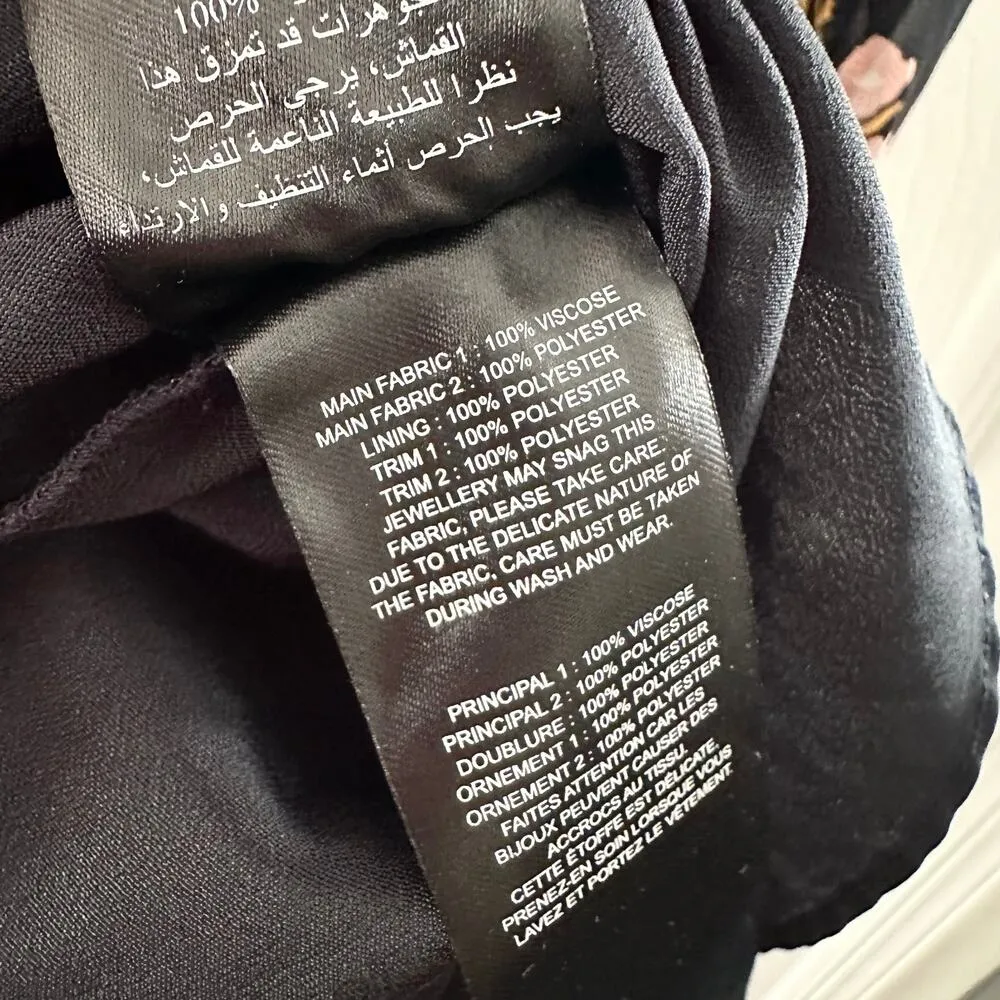 100%
جوهرات قد تمزق هذا
القماش، يرجى الحرص
نظرا للطبيعة الناعمة للقماش،
يجب الحرص أثناء التنظيف والارتداء
MAIN FABRIC 1 : 100% VISCOSE
MAIN FABRIC 2 : 100% POLYESTER
LINING : 100% POLYESTER
TRIM 1 : 100% POLYESTER
TRIM 2 : 100% POLYESTER
JEWELLERY MAY SNAG THIS
FABRIC, PLEASE TAKE CARE.
DUE TO THE DELICATE NATURE OF
THE FABRIC, CARE MUST BE TAKEN
DURING WASH AND WEAR.
PRINCIPAL 1 : 100% VISCOSE
PRINCIPAL 2 : 100% POLYESTER
DOUBLURE : 100% POLYESTER
ORNEMENT 1 : 100% POLYESTER
ORNEMENT 2 : 100% POLYESTER
FAITES ATTENTION CAR LES
BIJOUX PEUVENT CAUSER DES
ACCROCS AU TISSU.
CETTE ÉTOFFE EST DÉLICATE,
PRENEZ-EN SOIN LORSQUE VOUS
LAVEZ ET PORTEZ LE VÊTEMENT.